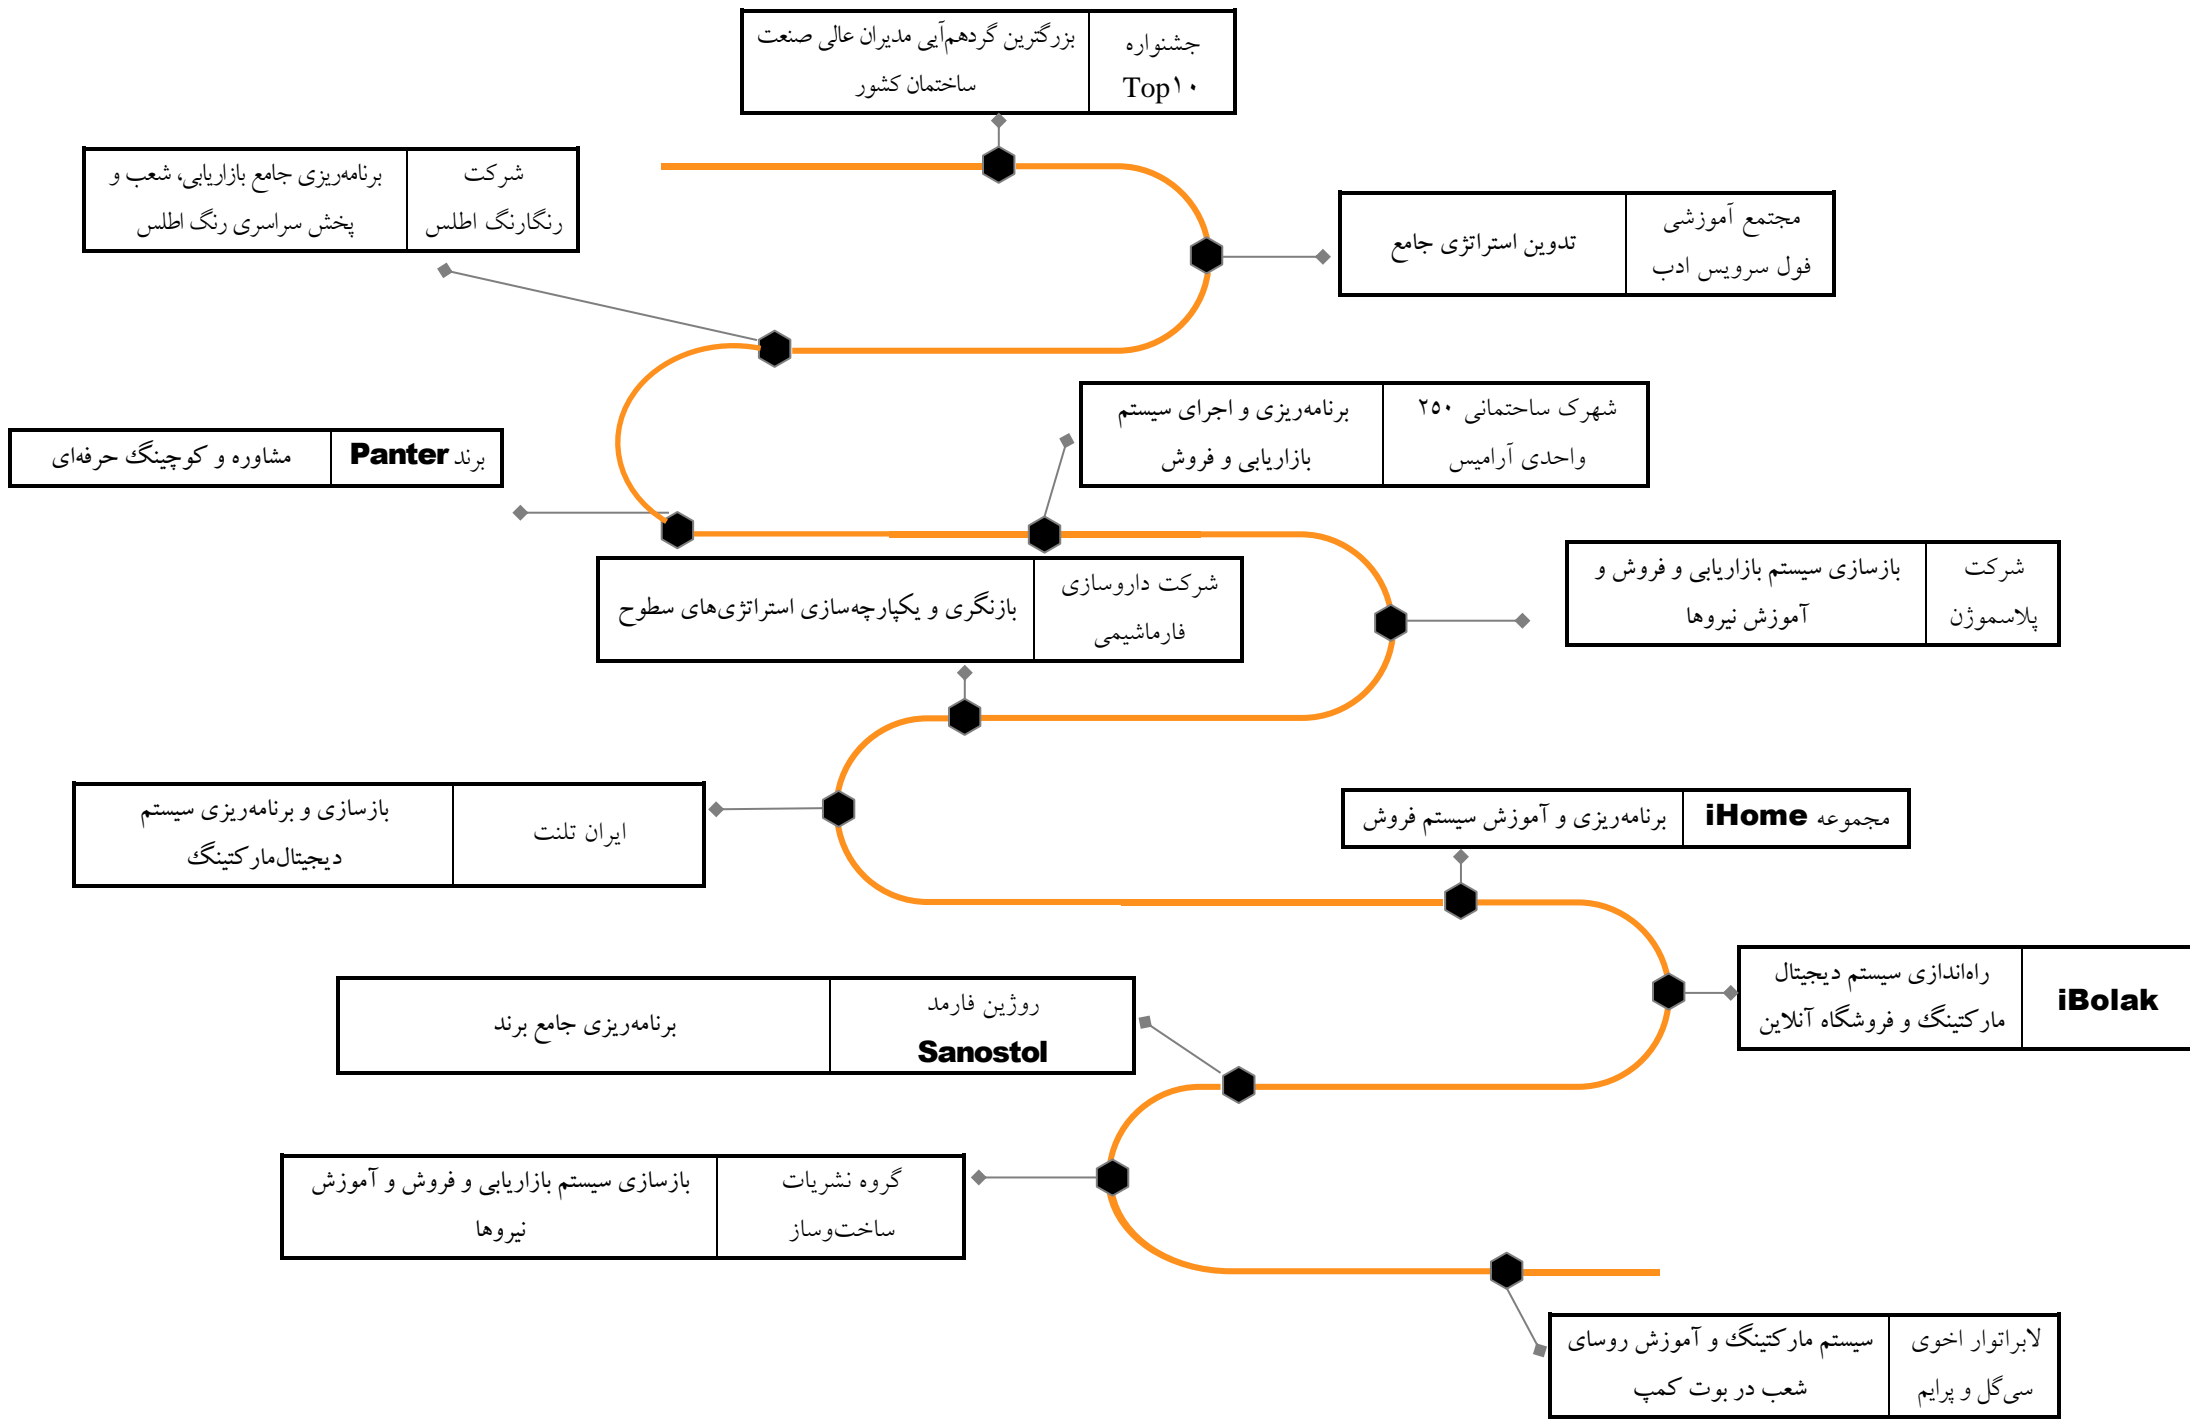 جشنواره
Top۱۰
بزرگترین گردهم‌آیی مدیران عالی صنعت
ساختمان کشور
شرکت
رنگارنگ اطلس
برنامه‌ریزی جامع بازاریابی، شعب و
پخش سراسری رنگ اطلس
مجتمع آموزشی
فول سرویس ادب
تدوین استراتژی جامع
شهرک ساختمانی ۲۵۰
واحدی آرامیس
برنامه‌ریزی و اجرای سیستم
بازاریابی و فروش
برند Panter
مشاوره و کوچینگ حرفه‌ای
شرکت
پلاسموژن
بازسازی سیستم بازاریابی و فروش و
آموزش نیروها
شرکت داروسازی
فارماشیمی
بازنگری و یکپارچه‌سازی استراتژی‌های سطوح
ایران تلنت
بازسازی و برنامه‌ریزی سیستم
دیجیتال‌مارکتینگ
مجموعه iHome
برنامه‌ریزی و آموزش سیستم فروش
iBolak
راه‌اندازی سیستم دیجیتال
مارکتینگ و فروشگاه آنلاین
روژین فارمد
Sanostol
برنامه‌ریزی جامع برند
گروه نشریات
ساخت‌وساز
بازسازی سیستم بازاریابی و فروش و آموزش
نیروها
لابراتوار اخوی
سی‌گل و پرایم
سیستم مارکتینگ و آموزش روسای
شعب در بوت کمپ